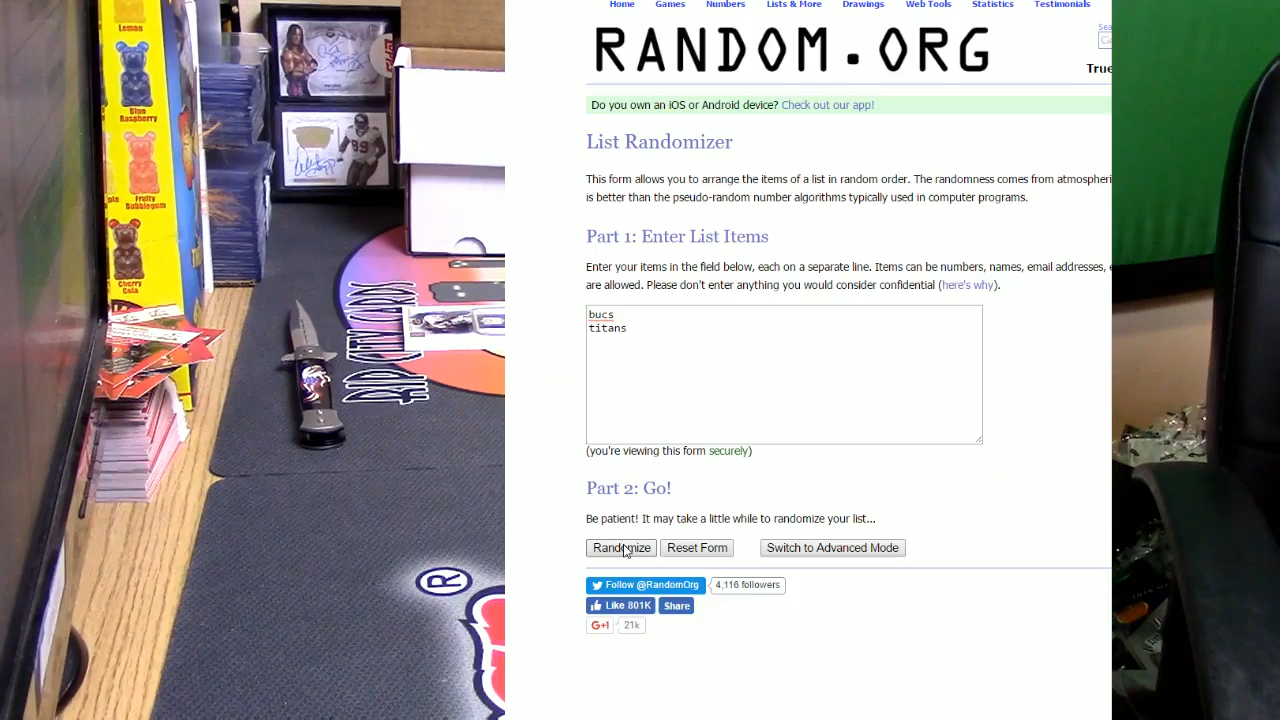 Lemon
Blue
Raspberry
Fruity
Bubblegum
Cherry
Cola
RIP CITY CARDS
89
®
Home Games Numbers Lists & More Drawings Web Tools Statistics Testimonials
RANDOM.ORG
True
Do you own an iOS or Android device? Check out our app!
List Randomizer
This form allows you to arrange the items of a list in random order. The randomness comes from
is better than the pseudo-random number algorithms typically used in computer programs.
Part 1: Enter List Items
Enter your items in the field below, each on a separate line. Items can be numbers, names, email addresses,
are allowed. Please don't enter anything you would consider confidential (here's why).
bucs
titans
(you're viewing this form securely)
Part 2: Go!
Be patient! It may take a little while to randomize your list...
Randomize Reset Form Switch to Advanced Mode
Follow @RandomOrg 4,116 followers
Like 801K Share
G+1 21k